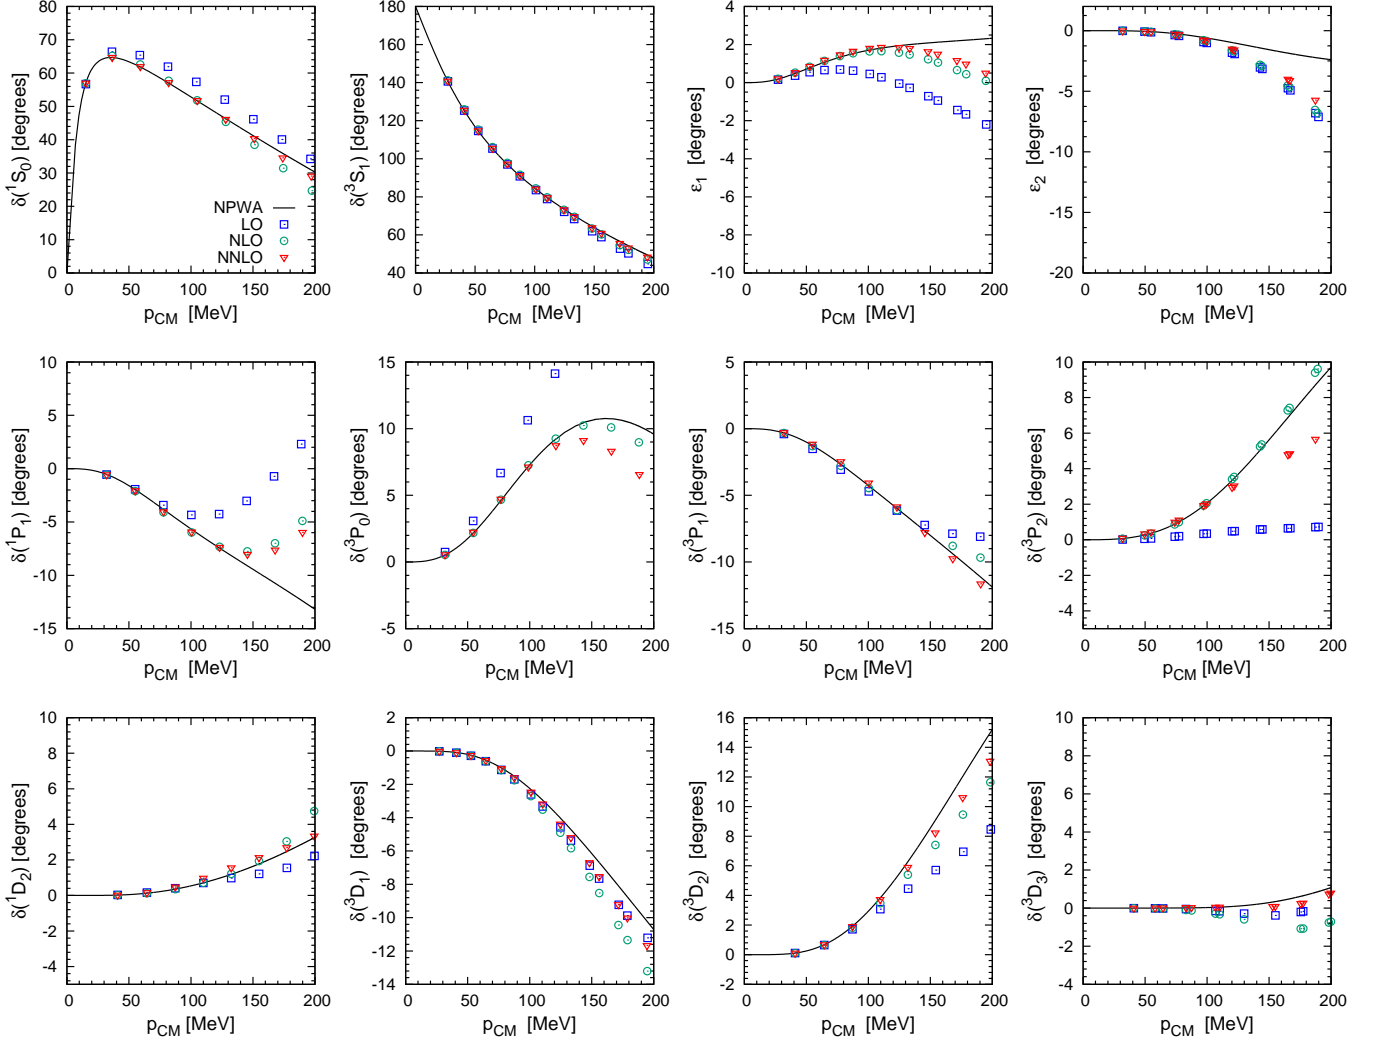 δ(¹S₀) [degrees]
80
70
60
50
40
30
20
10
0
NPWA
LO
NLO
NNLO
0 50 100 150 200
p_CM [MeV]
δ(³S₁) [degrees]
180
160
140
120
100
80
60
40
0 50 100 150 200
p_CM [MeV]
ε₁ [degrees]
4
2
0
-2
-4
-6
-8
-10
0 50 100 150 200
p_CM [MeV]
ε₂ [degrees]
0
-5
-10
-15
-20
0 50 100 150 200
p_CM [MeV]
δ(¹P₁) [degrees]
10
5
0
-5
-10
-15
0 50 100 150 200
p_CM [MeV]
δ(³P₀) [degrees]
15
10
5
0
-5
0 50 100 150 200
p_CM [MeV]
δ(³P₁) [degrees]
5
0
-5
-10
-15
0 50 100 150 200
p_CM [MeV]
δ(³P₂) [degrees]
10
8
6
4
2
0
-2
-4
0 50 100 150 200
p_CM [MeV]
δ(¹D₂) [degrees]
10
8
6
4
2
0
-2
-4
0 50 100 150 200
p_CM [MeV]
δ(³D₁) [degrees]
2
0
-2
-4
-6
-8
-10
-12
-14
0 50 100 150 200
p_CM [MeV]
δ(³D₂) [degrees]
16
14
12
10
8
6
4
2
0
-2
0 50 100 150 200
p_CM [MeV]
δ(³D₃) [degrees]
10
8
6
4
2
0
-2
-4
0 50 100 150 200
p_CM [MeV]